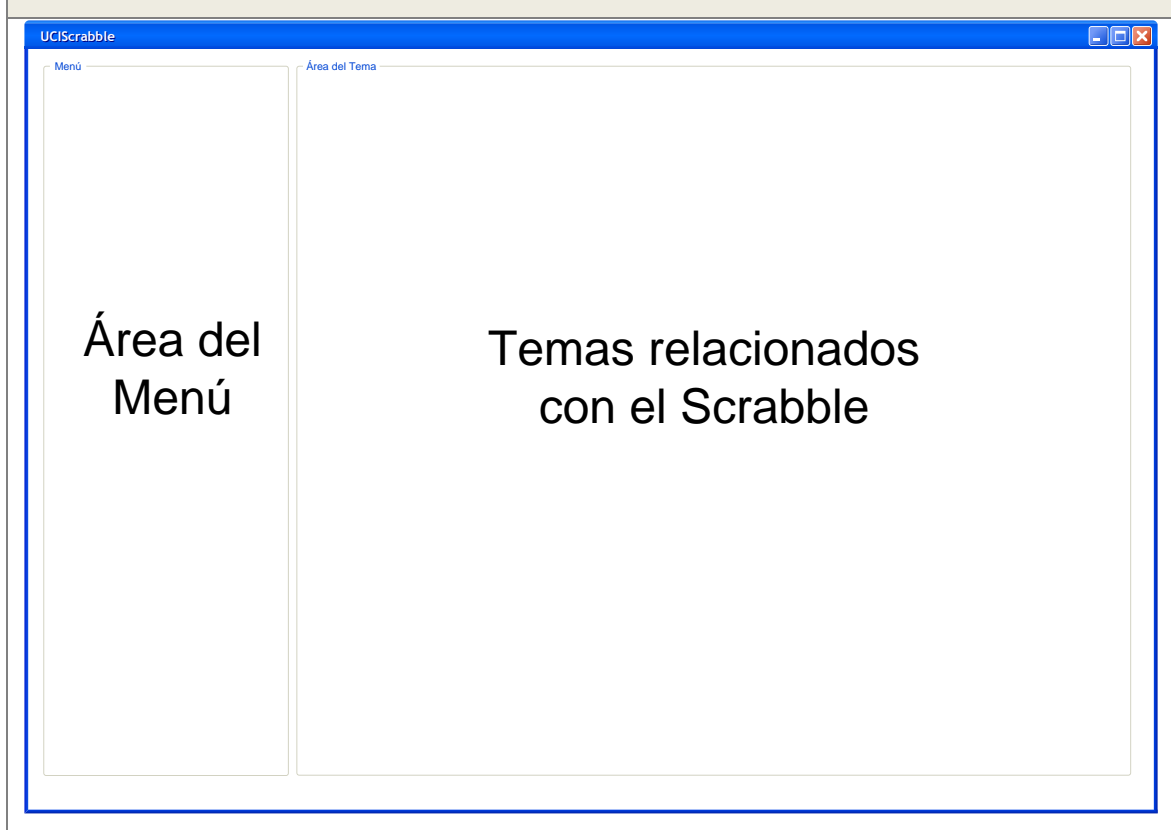 UCIScrabble
Menú
Área del Tema
Área del
Menú
Temas relacionados
con el Scrabble